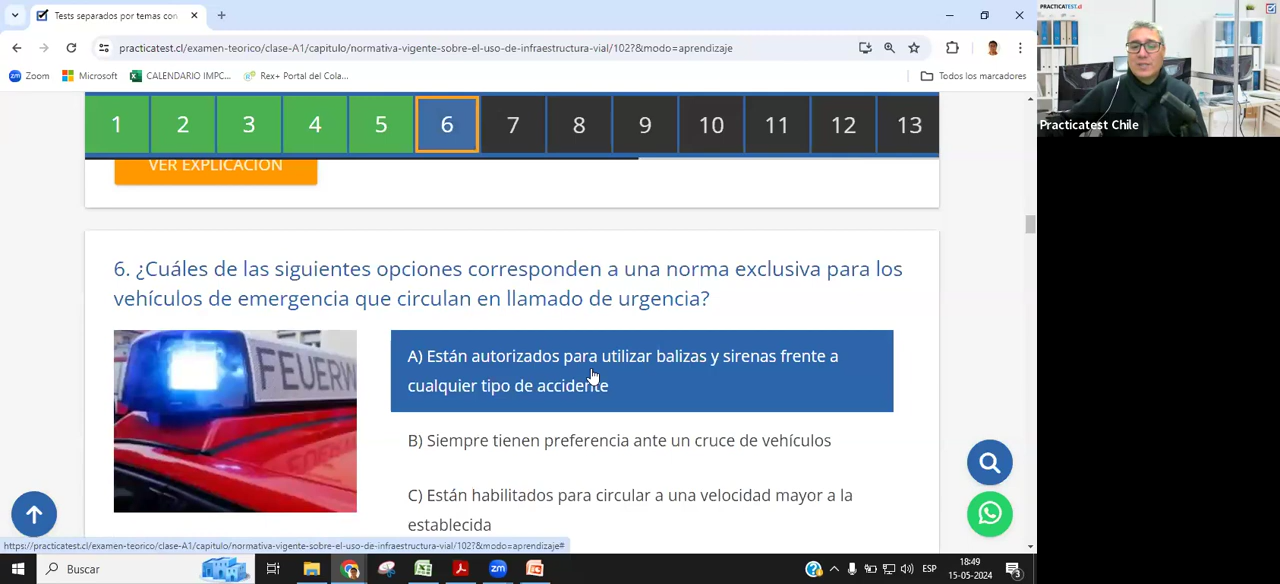 Tests separados por temas con
PRACTICATEST.cl
practicatest.cl/examen-teorico/clase-A1/capitulo/normativa-vigente-sobre-el-uso-de-infraestructura-vial/102?&modo=aprendizaje
Zoom
Microsoft
CALENDARIO IMPC...
Rex+ Portal del Cola...
Todos los marcadores
Practicatest Chile
1 2 3 4 5 6 7 8 9 10 11 12 13
VER EXPLICACIÓN
6. ¿Cuáles de las siguientes opciones corresponden a una norma exclusiva para los
vehículos de emergencia que circulan en llamado de urgencia?
FEUERW
A) Están autorizados para utilizar balizas y sirenas frente a
cualquier tipo de accidente
B) Siempre tienen preferencia ante un cruce de vehículos
C) Están habilitados para circular a una velocidad mayor a la
establecida
https://practicatest.cl/examen-teorico/clase-A1/capitulo/normativa-vigente-sobre-el-uso-de-infraestructura-vial/102?&modo=aprendizaje#
Buscar
ESP
18:49
15-05-2024
3